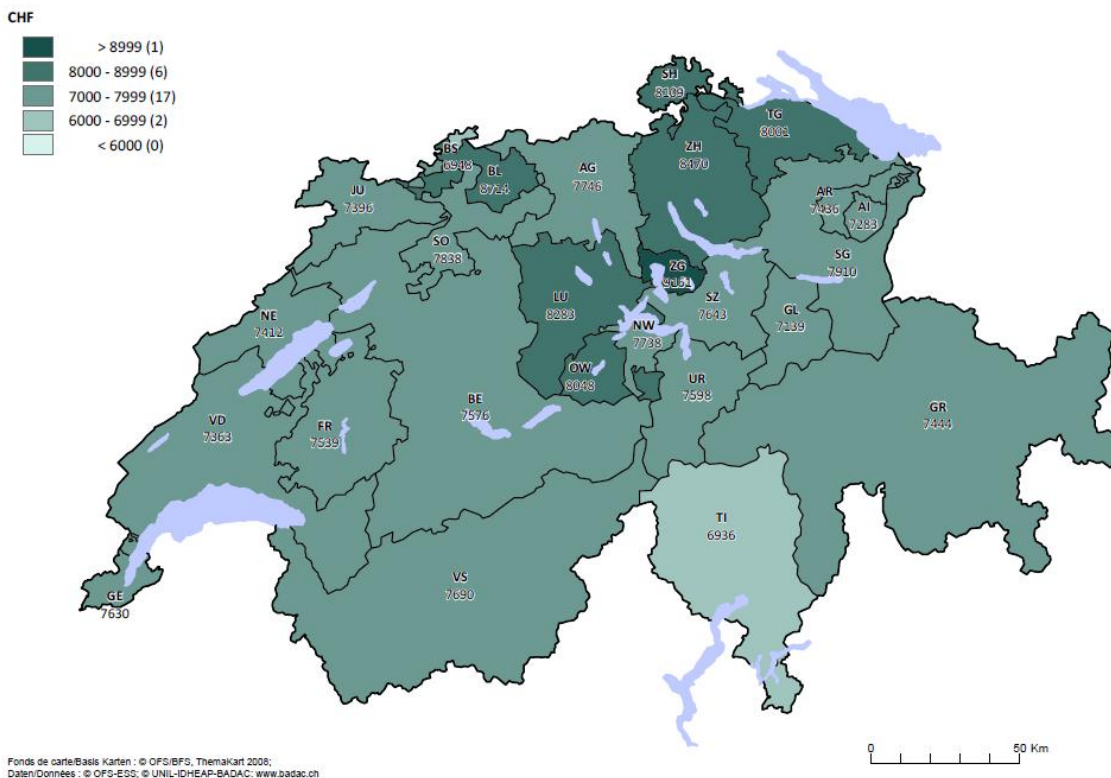 CHF
> 8999 (1)
8000 - 8999 (6)
7000 - 7999 (17)
6000 - 6999 (2)
< 6000 (0)
SH
8109
TG
8001
ZH
8470
BS
6948
BL
8714
AG
7746
JU
7396
AR
7436
AI
7283
SO
7838
SG
7910
ZG
9161
LU
8283
SZ
7643
NE
7412
NW
7738
GL
7139
OW
8048
UR
7598
BE
7576
GR
7444
VD
7363
FR
7539
TI
6936
VS
7690
GE
7630
0
50 Km
Fonds de carte/Basis Karten : © OFS/BFS, ThemaKart 2008;
Daten/Données : © OFS-ESS; © UNIL-IDHEAP-BADAC: www.badac.ch